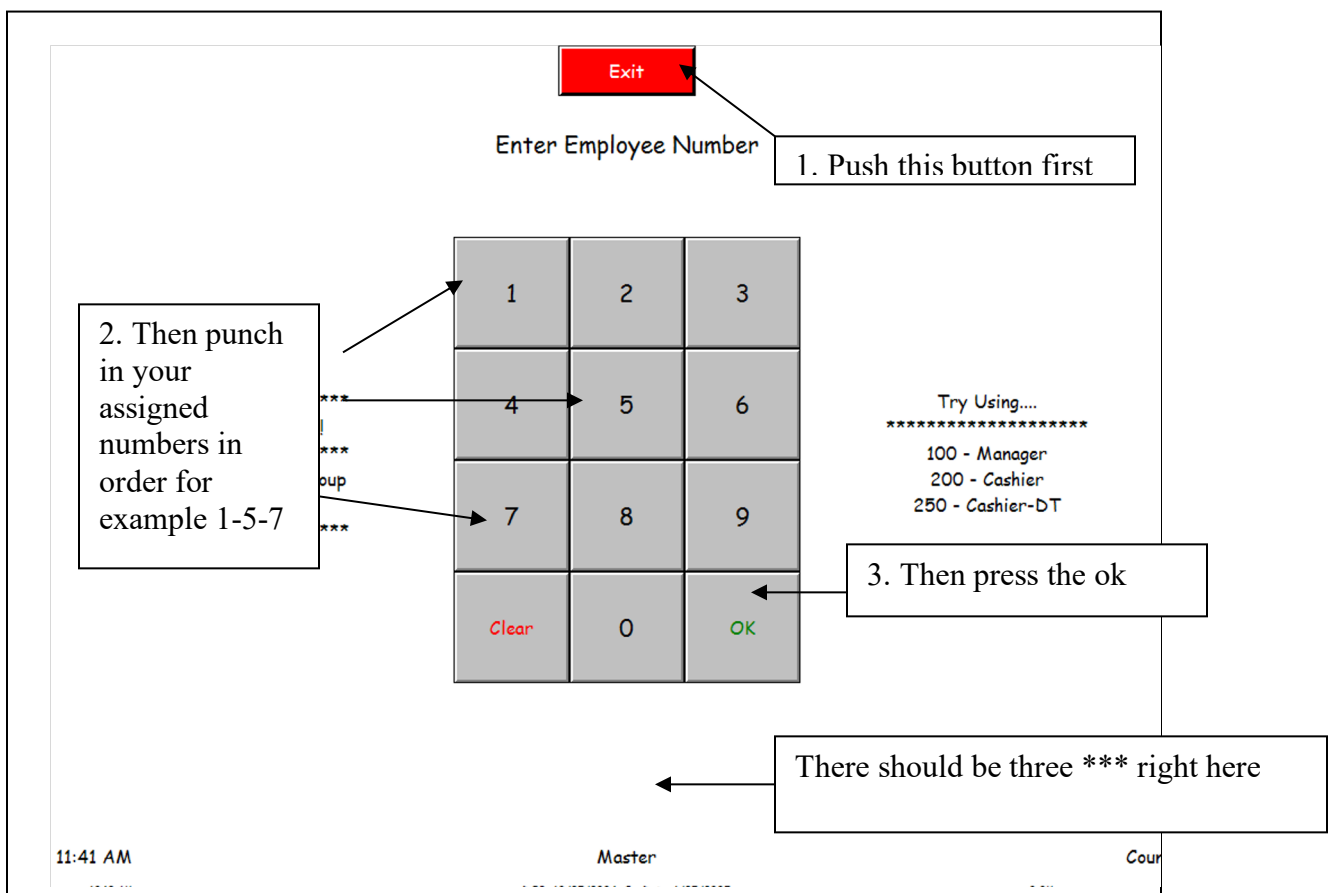 Exit
Enter Employee Number
1. Push this button first
1 2 3
2. Then punch
in your
assigned
numbers in
order for
example 1-5-7
***
!
***
oup
***
4 5 6
Try Using....
********************
100 - Manager
200 - Cashier
250 - Cashier-DT
7 8 9
3. Then press the ok
Clear 0 OK
There should be three *** right here
11:41 AM Master Cour